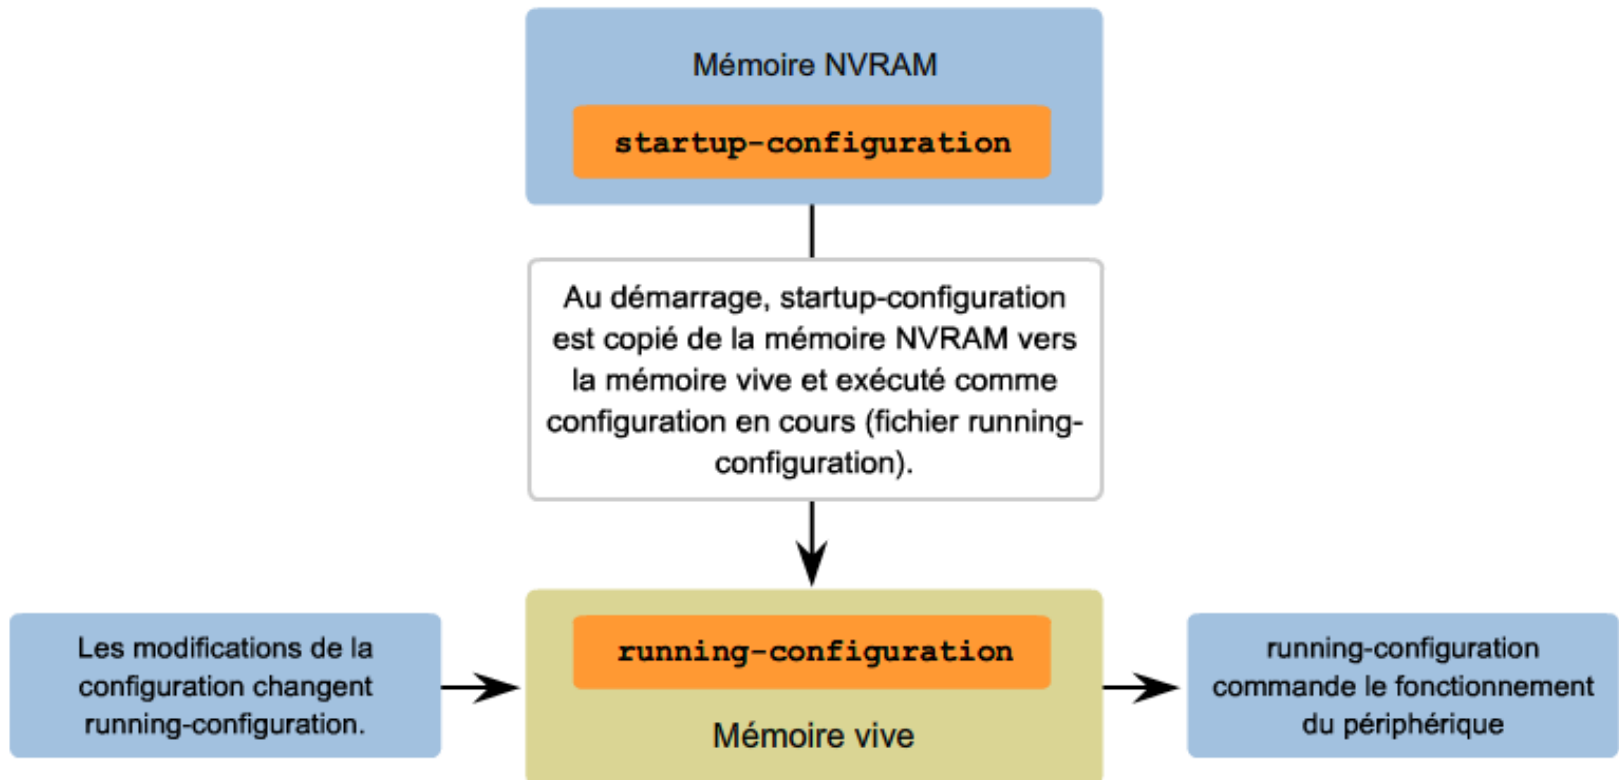 Mémoire NVRAM
startup-configuration
Au démarrage, startup-configuration
est copié de la mémoire NVRAM vers
la mémoire vive et exécuté comme
configuration en cours (fichier running-
configuration).
Les modifications de la
configuration changent
running-configuration.
running-configuration
Mémoire vive
running-configuration
commande le fonctionnement
du périphérique